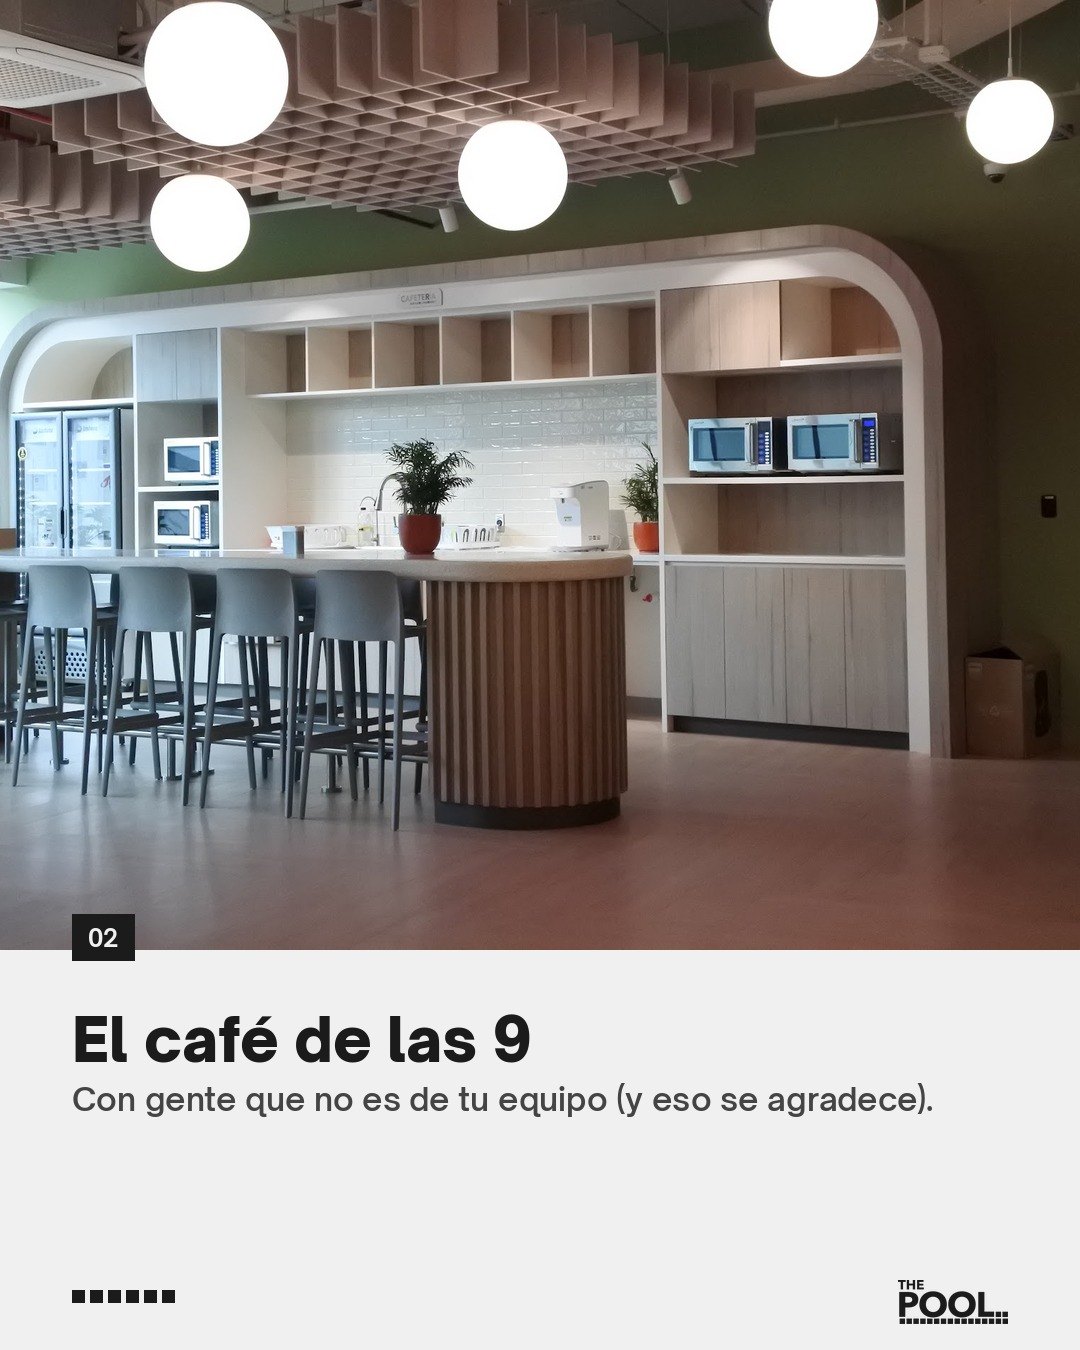 CAFETERIA
02
El café de las 9
Con gente que no es de tu equipo (y eso se agradece).
THE
POOL